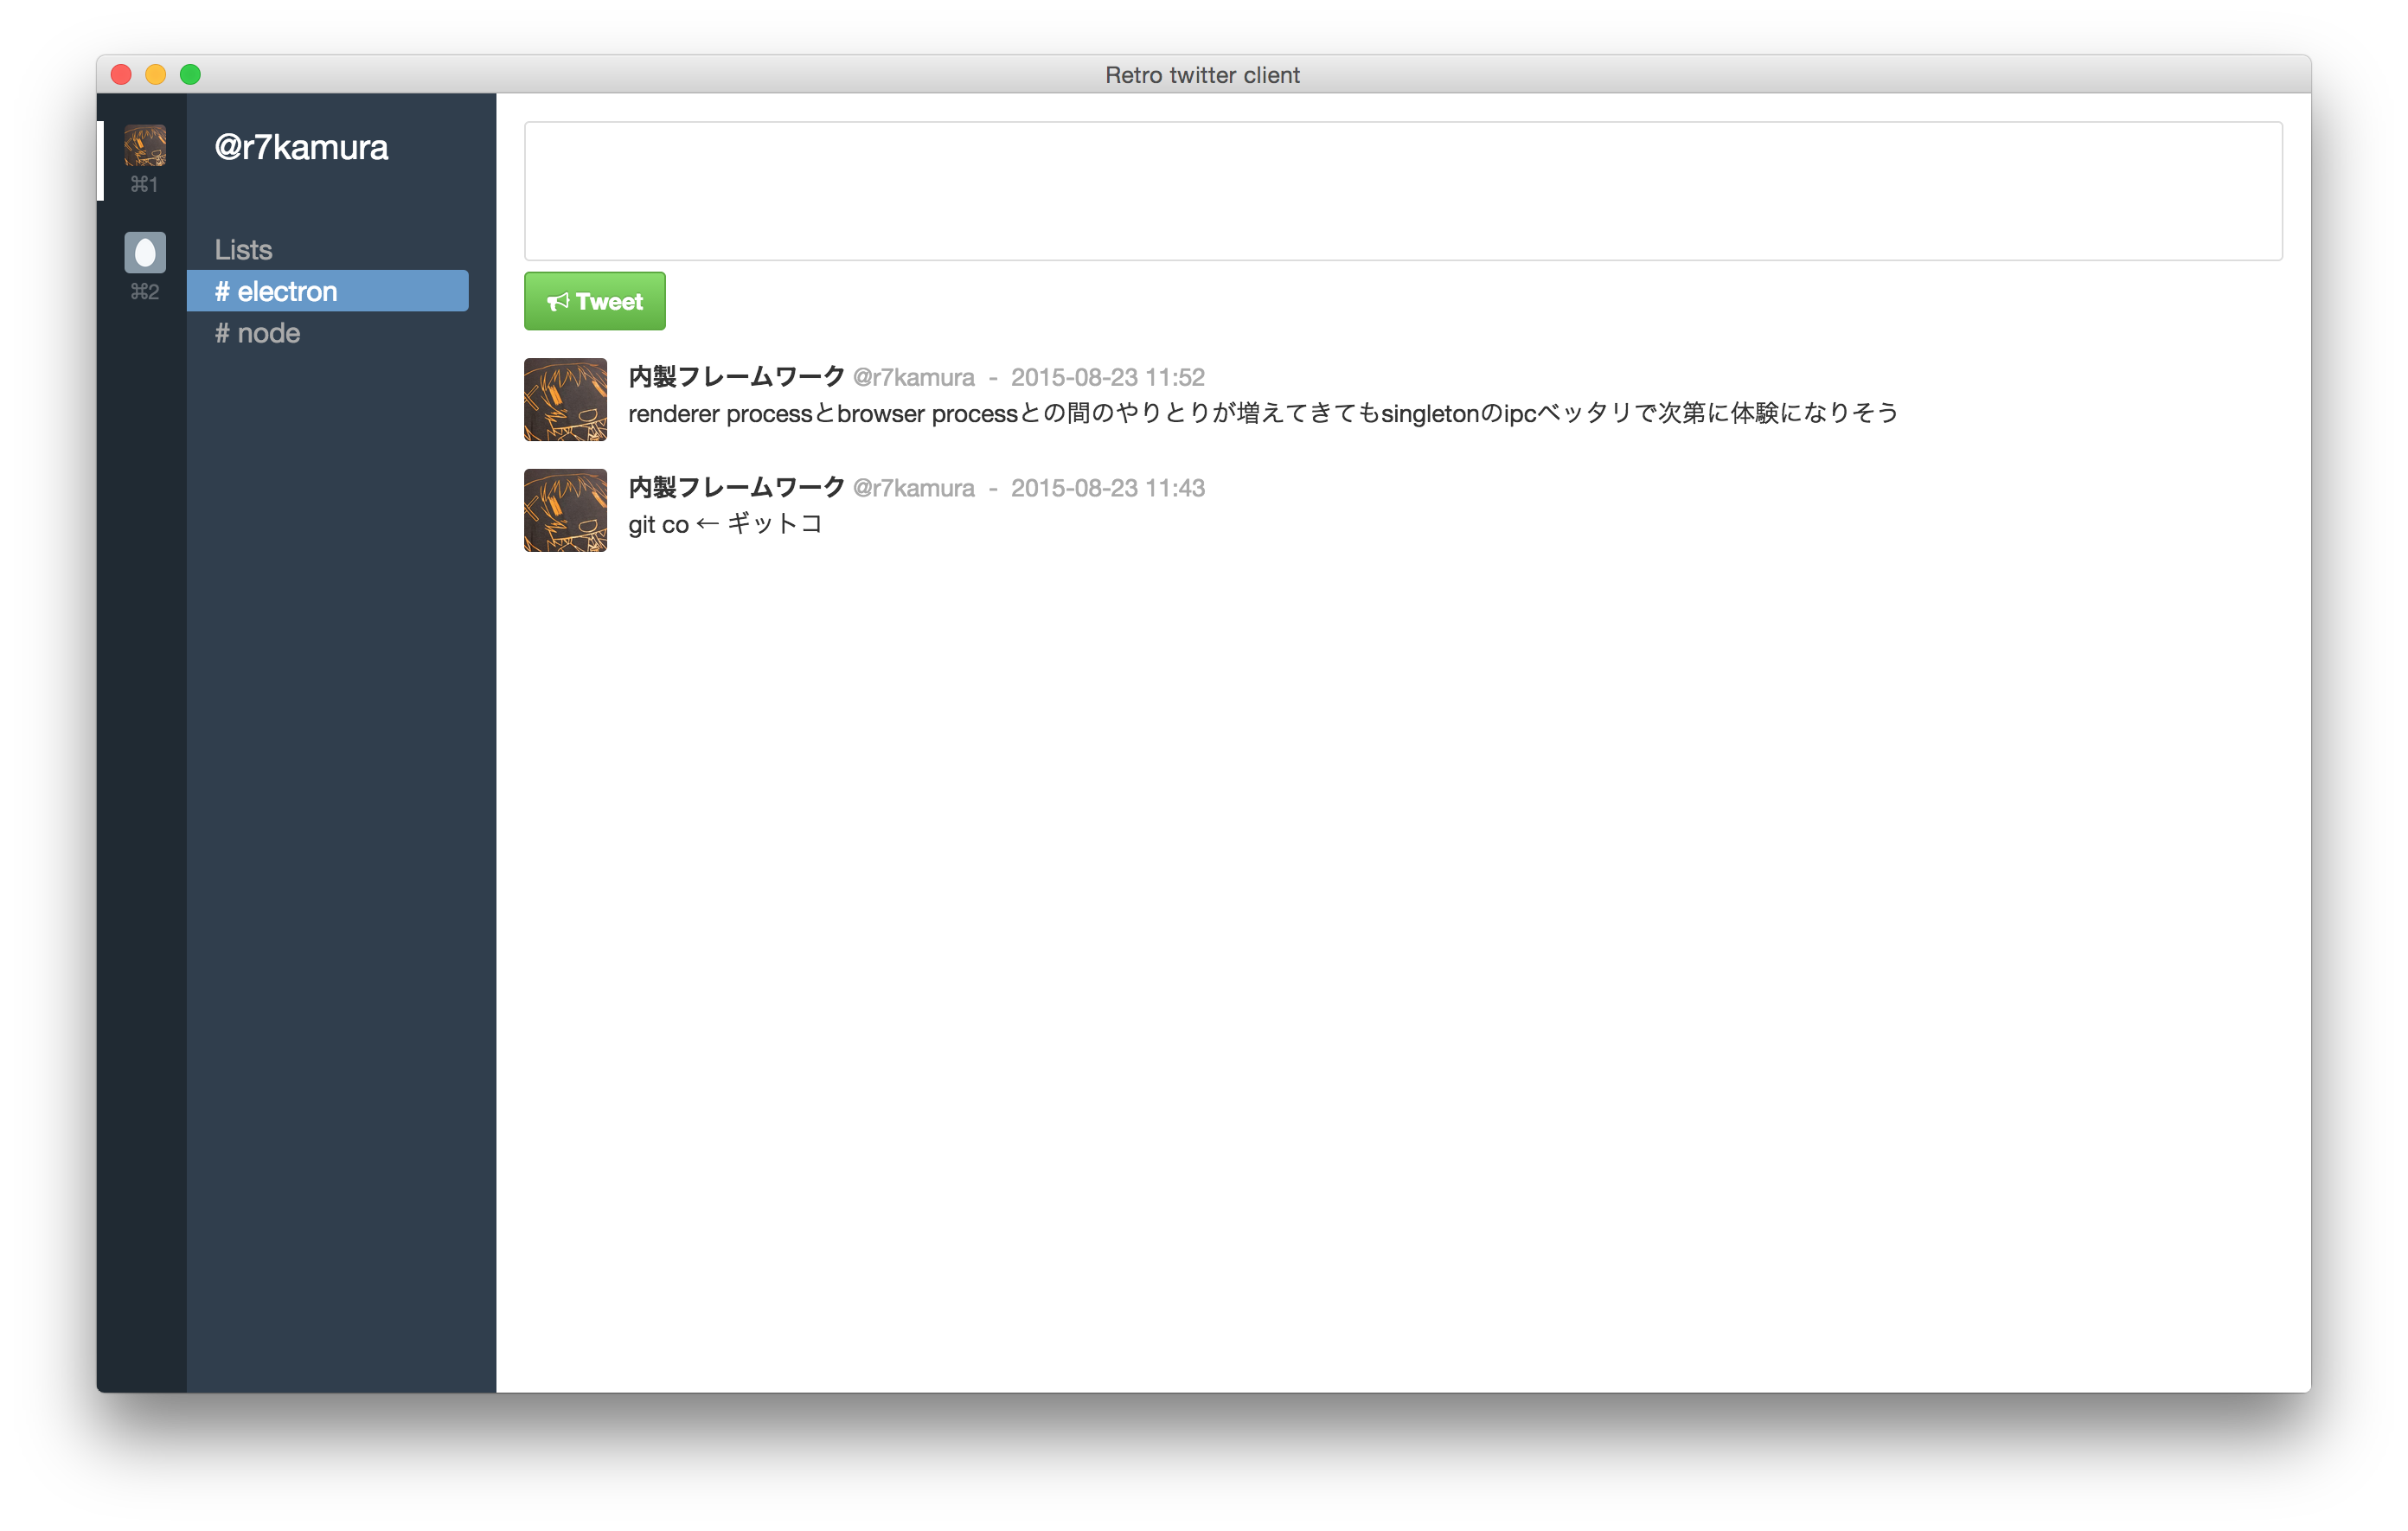 Retro twitter client
⌘1
⌘2
@r7kamura
Lists
# electron
# node
Tweet
内製フレームワーク @r7kamura - 2015-08-23 11:52
renderer processとbrowser processとの間のやりとりが増えてきてもsingletonのipcベッタリで次第に体験になりそう
内製フレームワーク @r7kamura - 2015-08-23 11:43
git co ← ギットコ